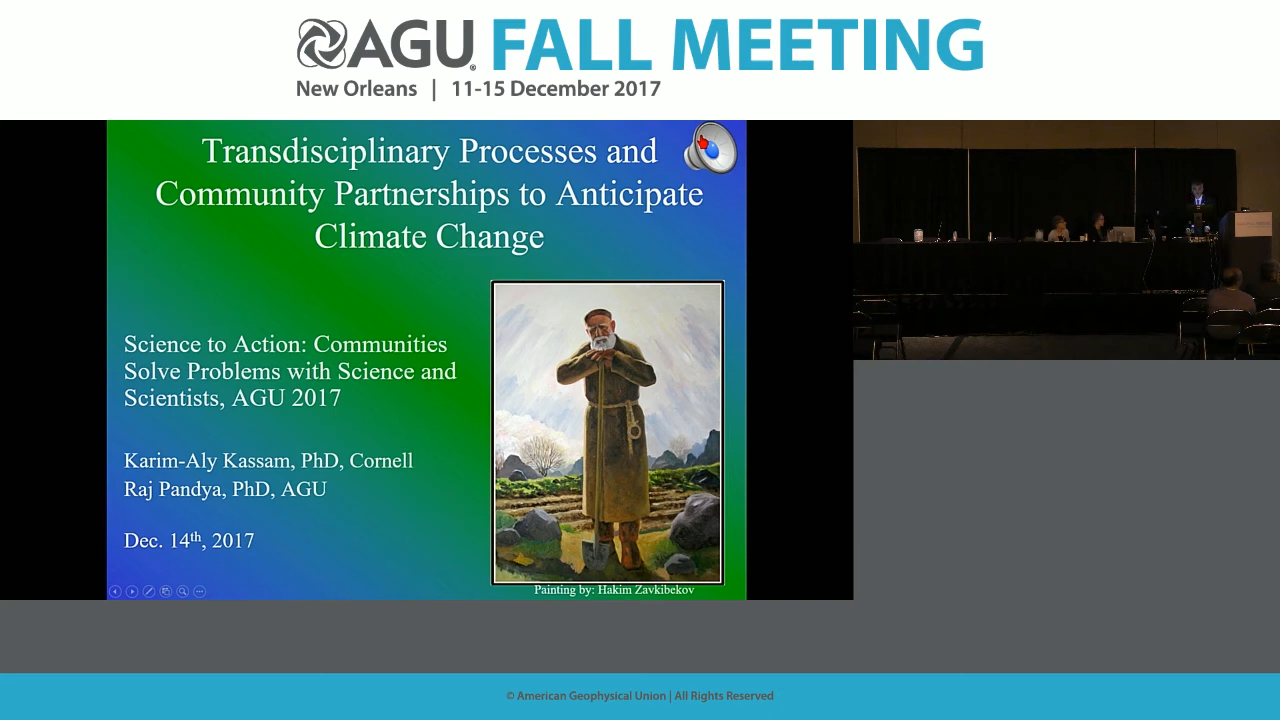 AGU FALL MEETING
New Orleans | 11-15 December 2017
Transdisciplinary Processes and
Community Partnerships to Anticipate
Climate Change
Science to Action: Communities
Solve Problems with Science and
Scientists, AGU 2017
Karim-Aly Kassam, PhD, Cornell
Raj Pandya, PhD, AGU
Dec. 14th, 2017
Painting by: Hakim Zavkibekov
© American Geophysical Union | All Rights Reserved